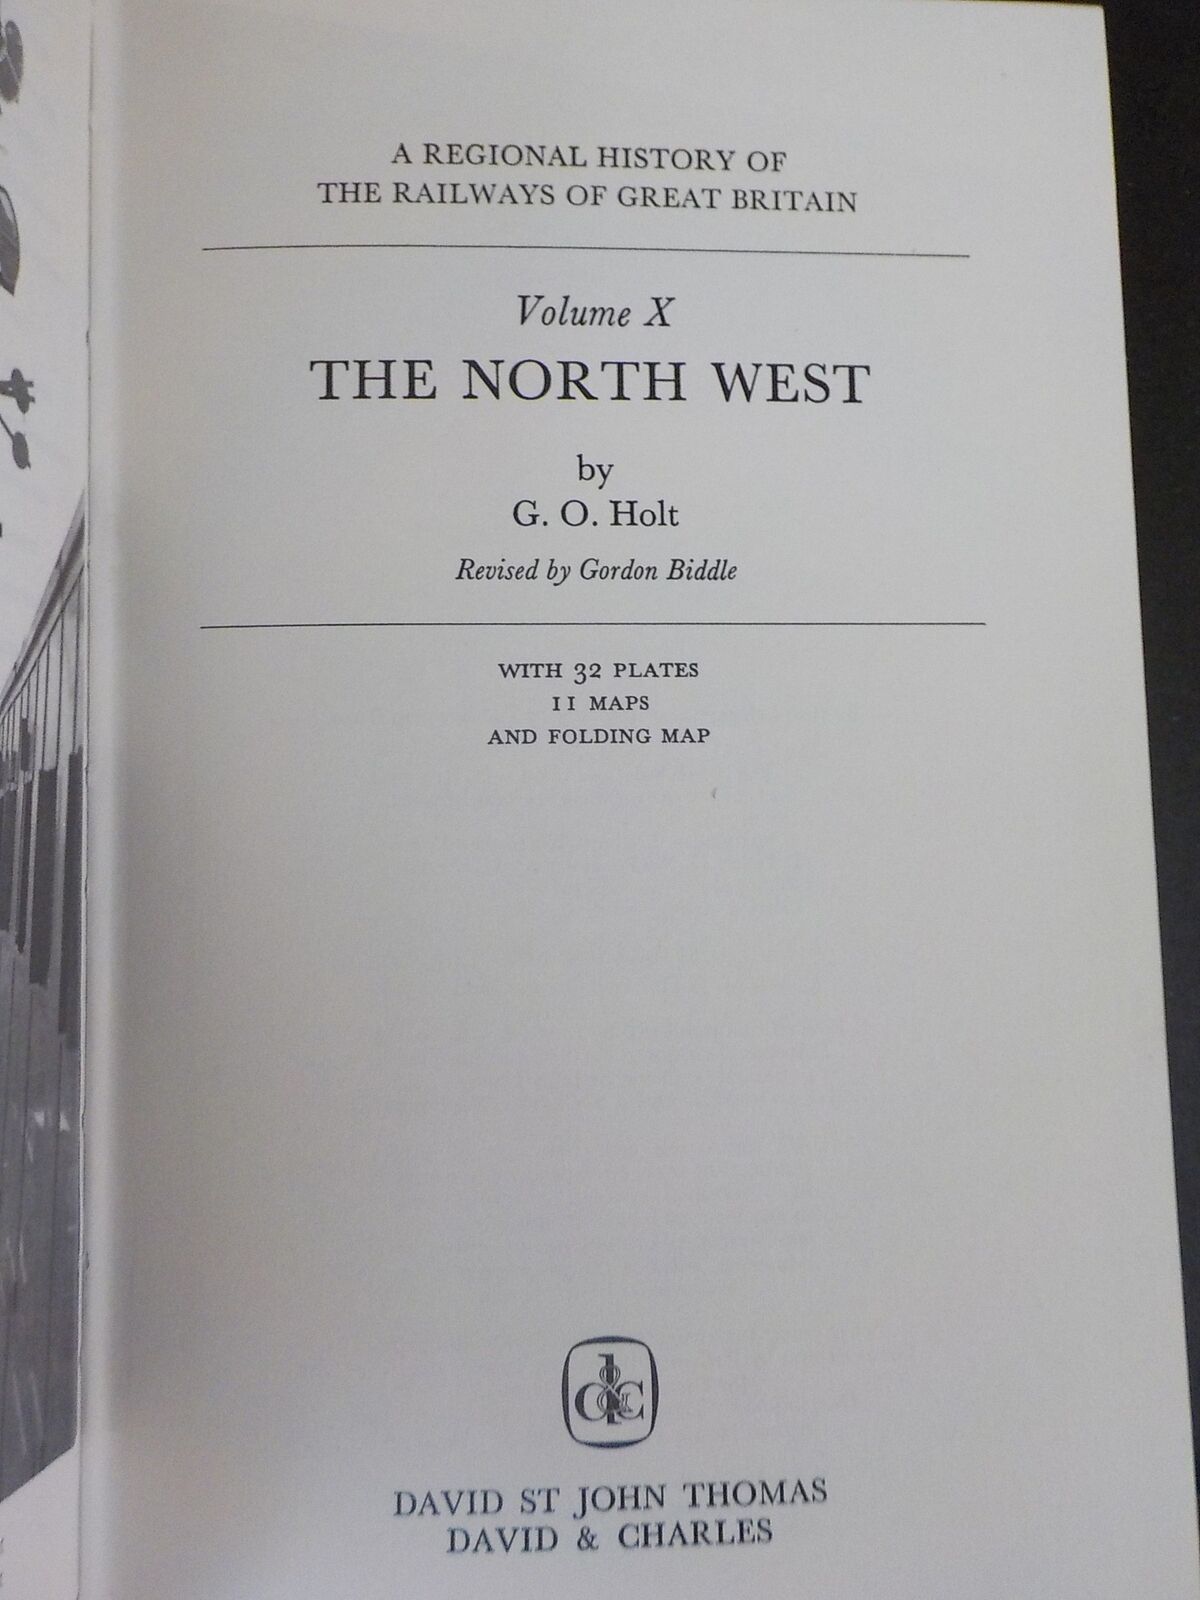 A REGIONAL HISTORY OF
THE RAILWAYS OF GREAT BRITAIN
Volume X
THE NORTH WEST
by
G. O. Holt
Revised by Gordon Biddle
WITH 32 PLATES
11 MAPS
AND FOLDING MAP
d&c
DAVID ST JOHN THOMAS
DAVID & CHARLES